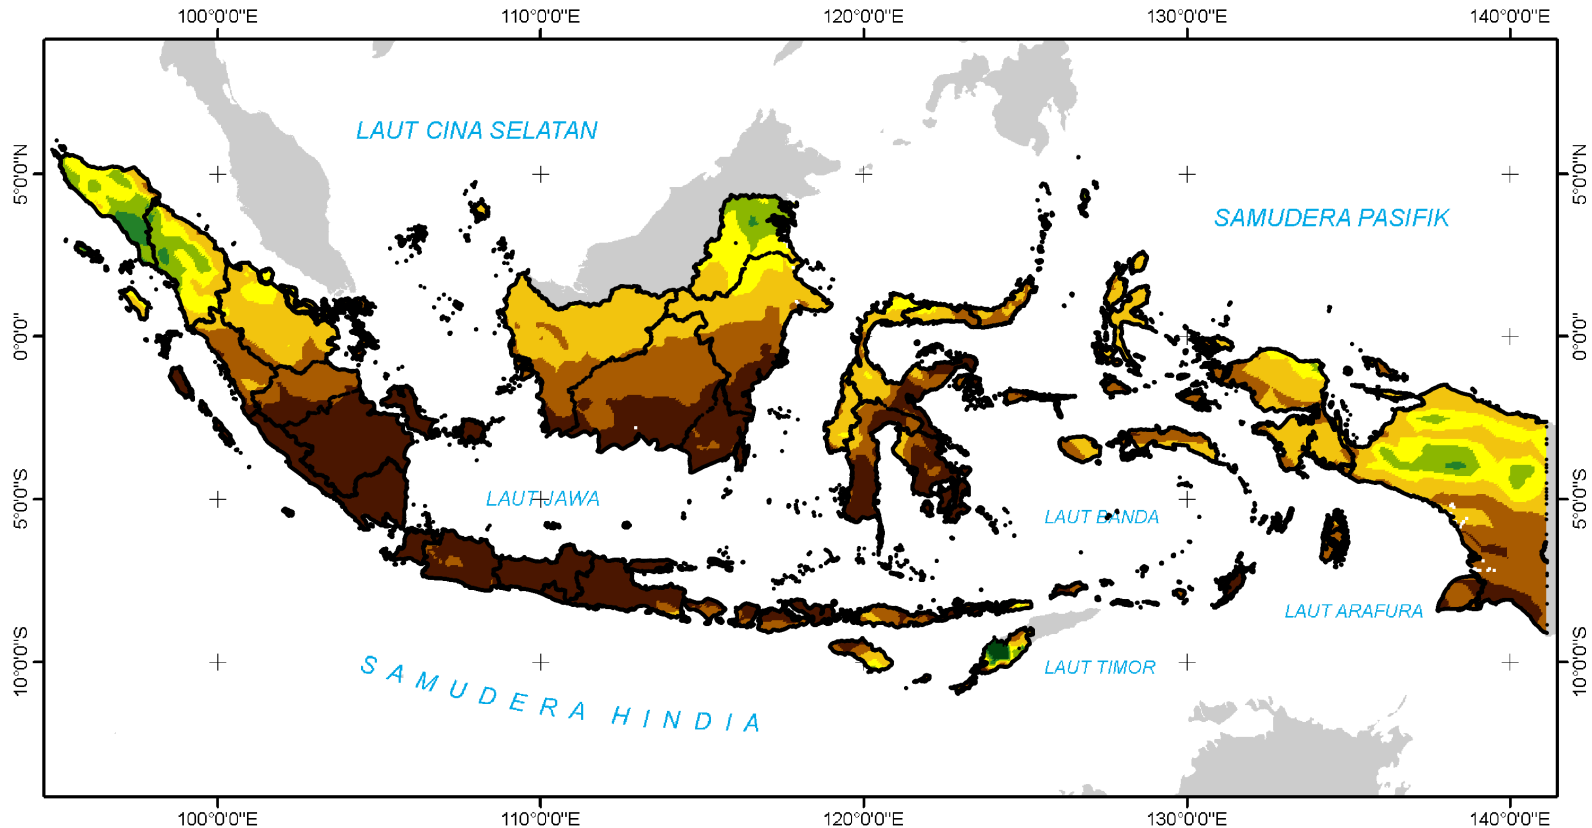 100°0'0"E 110°0'0"E 120°0'0"E 130°0'0"E 140°0'0"E
LAUT CINA SELATAN
5°0'0"N 5°0'0"N
SAMUDERA PASIFIK
0°0'0" 0°0'0"
5°0'0"S 5°0'0"S
LAUT JAWA
LAUT BANDA
LAUT ARAFURA
10°0'0"S 10°0'0"S
LAUT TIMOR
SAMUDERA HINDIA
100°0'0"E 110°0'0"E 120°0'0"E 130°0'0"E 140°0'0"E